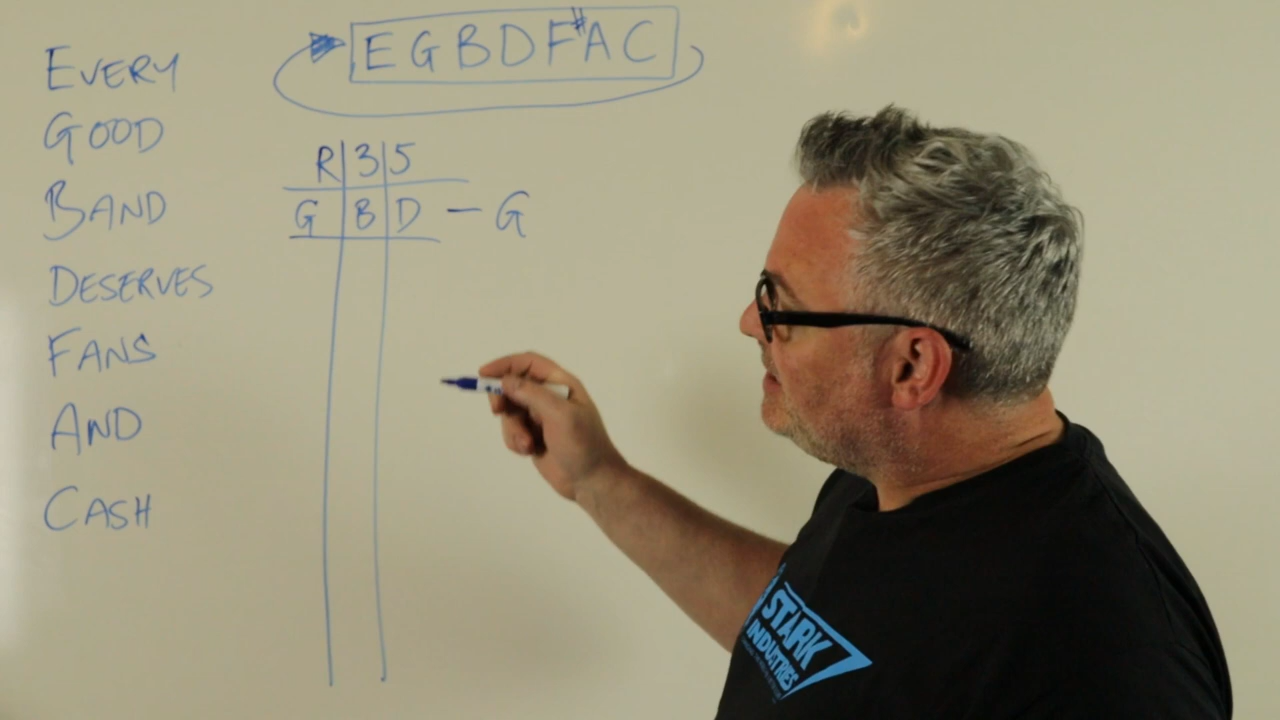 EVERY
GOOD
BAND
DESERVES
FANS
AND
CASH
E G B D F# A C
R 3 5
G B D – G
STARK
INDUSTRIES